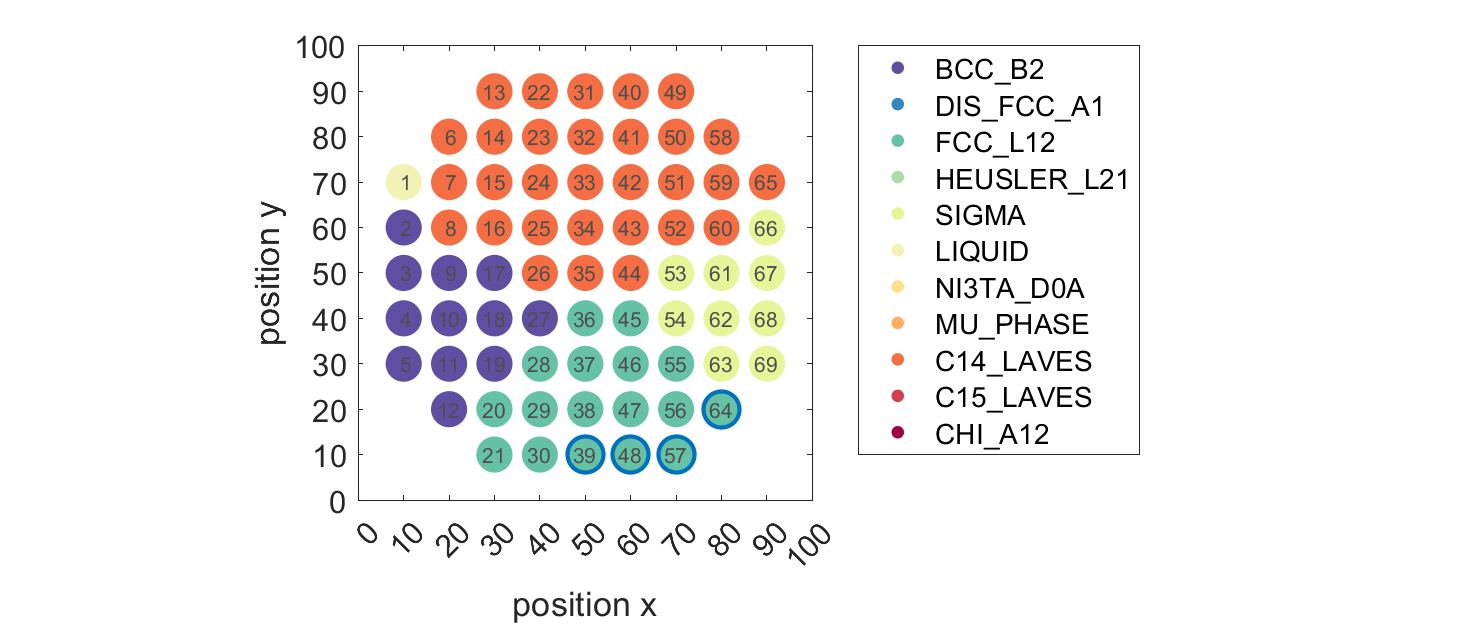 100
90
80
70
60
50
40
30
20
10
0
position y
13 22 31 40 49
6 14 23 32 41 50 58
1 7 15 24 33 42 51 59 65
2 8 16 25 34 43 52 60 66
3 9 17 26 35 44 53 61 67
4 10 18 27 36 45 54 62 68
5 11 19 28 37 46 55 63 69
12 20 29 38 47 56 64
21 30 39 48 57
0 10 20 30 40 50 60 70 80 90 100
position x
BCC_B2
DIS_FCC_A1
FCC_L12
HEUSLER_L21
SIGMA
LIQUID
NI3TA_D0A
MU_PHASE
C14_LAVES
C15_LAVES
CHI_A12